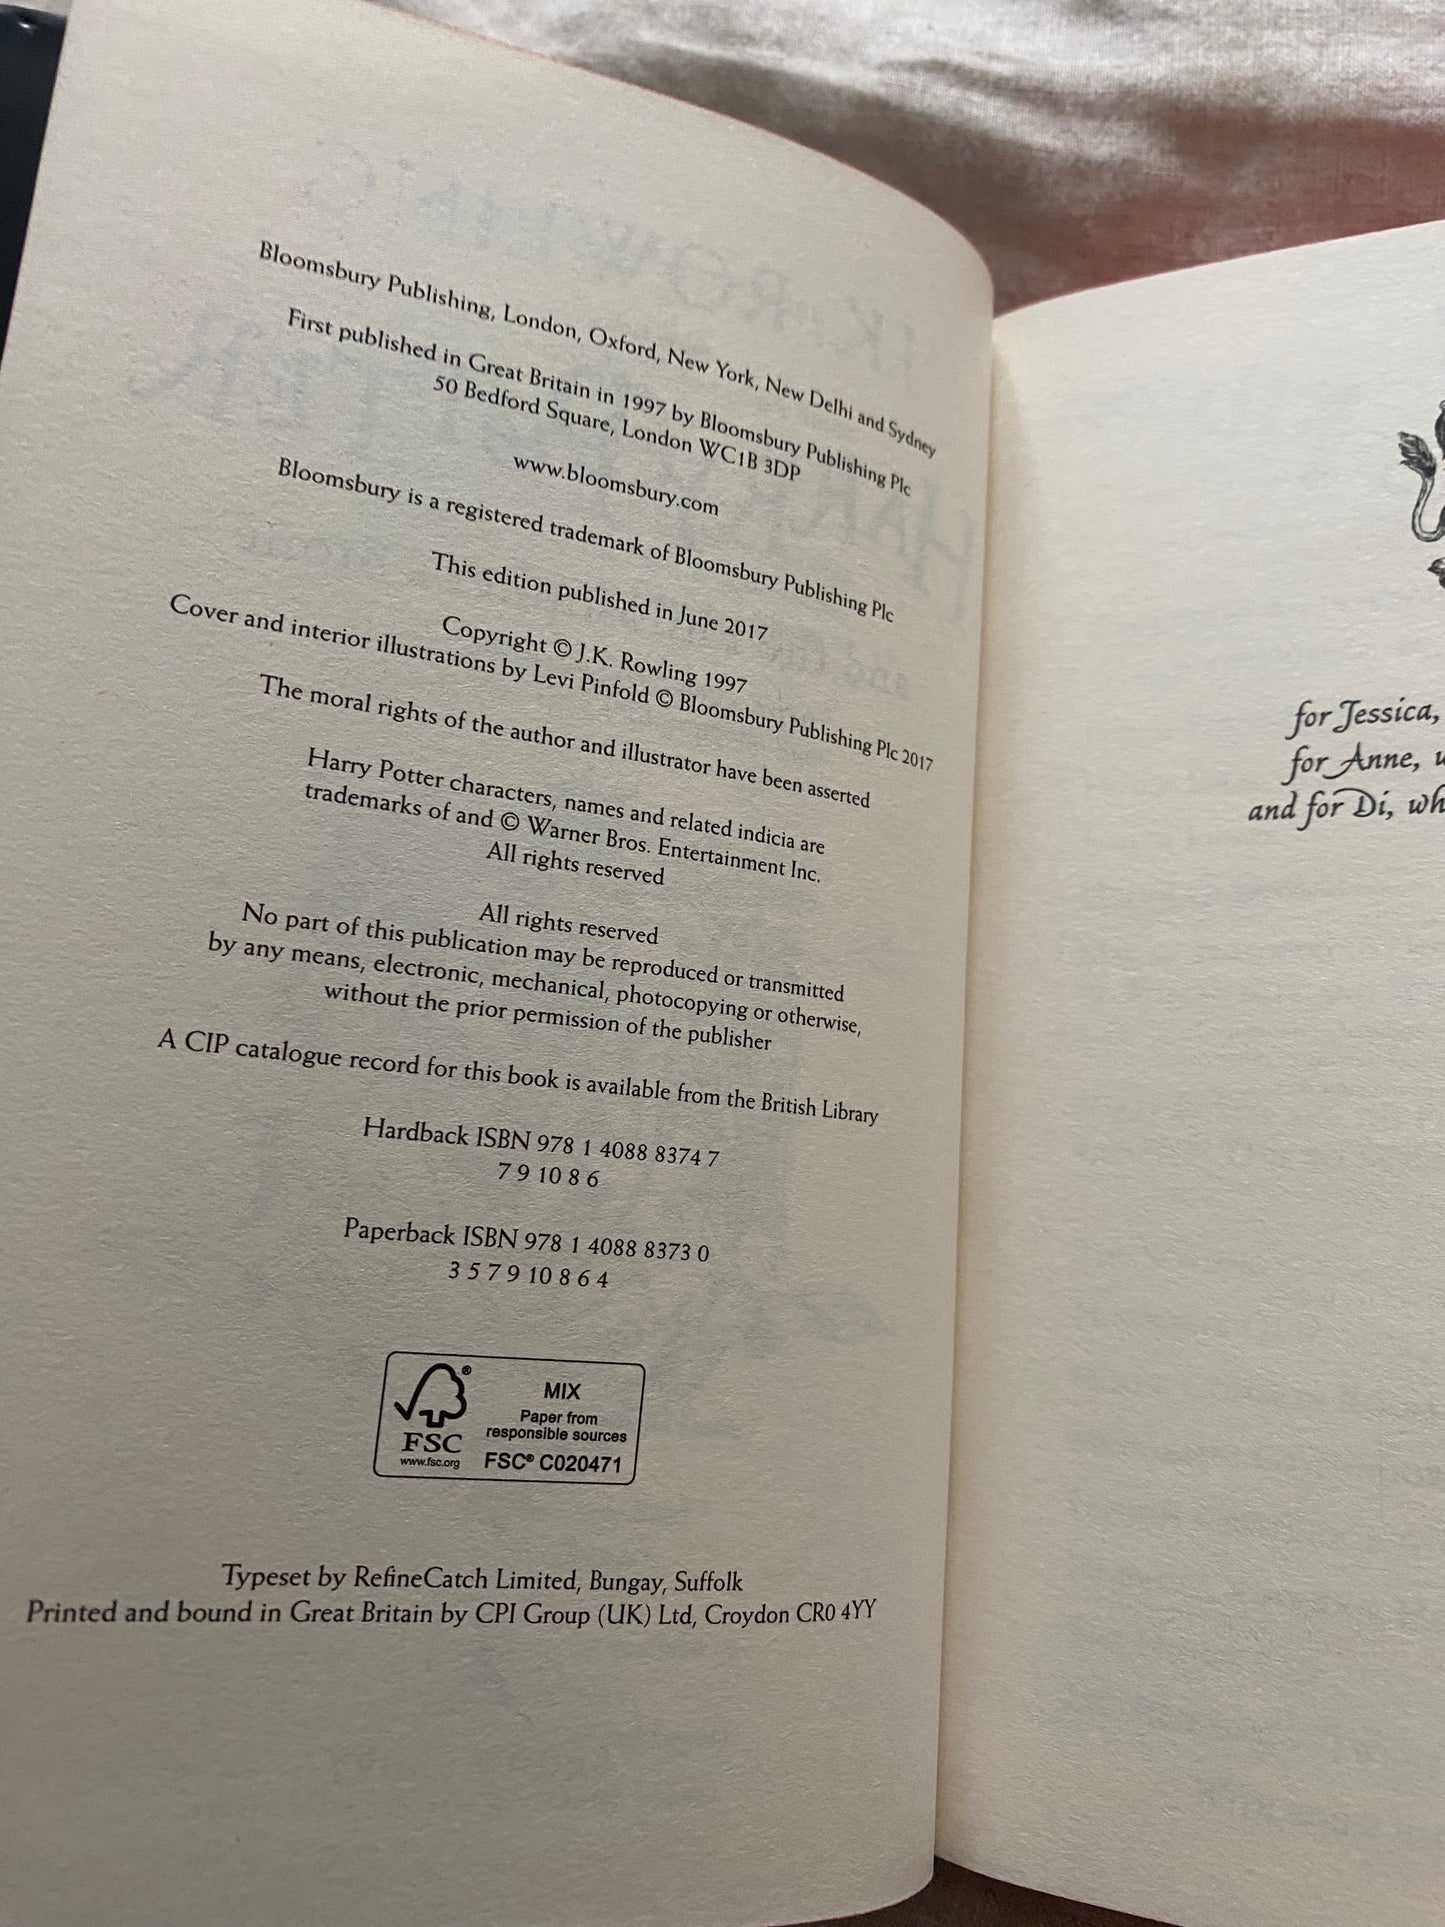 Bloomsbury Publishing, London, Oxford, New York, New Delhi and Sydney
First published in Great Britain in 1997 by Bloomsbury Publishing Plc
50 Bedford Square, London WC1B 3DP
www.bloomsbury.com
Bloomsbury is a registered trademark of Bloomsbury Publishing Plc
This edition published in June 2017
Copyright © J.K. Rowling 1997
Cover and interior illustrations by Levi Pinfold © Bloomsbury Publishing Plc 2017
The moral rights of the author and illustrator have been asserted
Harry Potter characters, names and related indicia are
trademarks of and © Warner Bros. Entertainment Inc.
All rights reserved
All rights reserved
No part of this publication may be reproduced or transmitted
by any means, electronic, mechanical, photocopying or otherwise,
without the prior permission of the publisher
A CIP catalogue record for this book is available from the British Library
Hardback ISBN 978 1 4088 8374 7
7 9 10 8 6
Paperback ISBN 978 1 4088 8373 0
3 5 7 9 10 8 6 4
®
FSC
www.fsc.org
MIX
Paper from
responsible sources
FSC® C020471
Typeset by RefineCatch Limited, Bungay, Suffolk
Printed and bound in Great Britain by CPI Group (UK) Ltd, Croydon CR0 4YY
for Jessica,
for Anne,
and for Di,